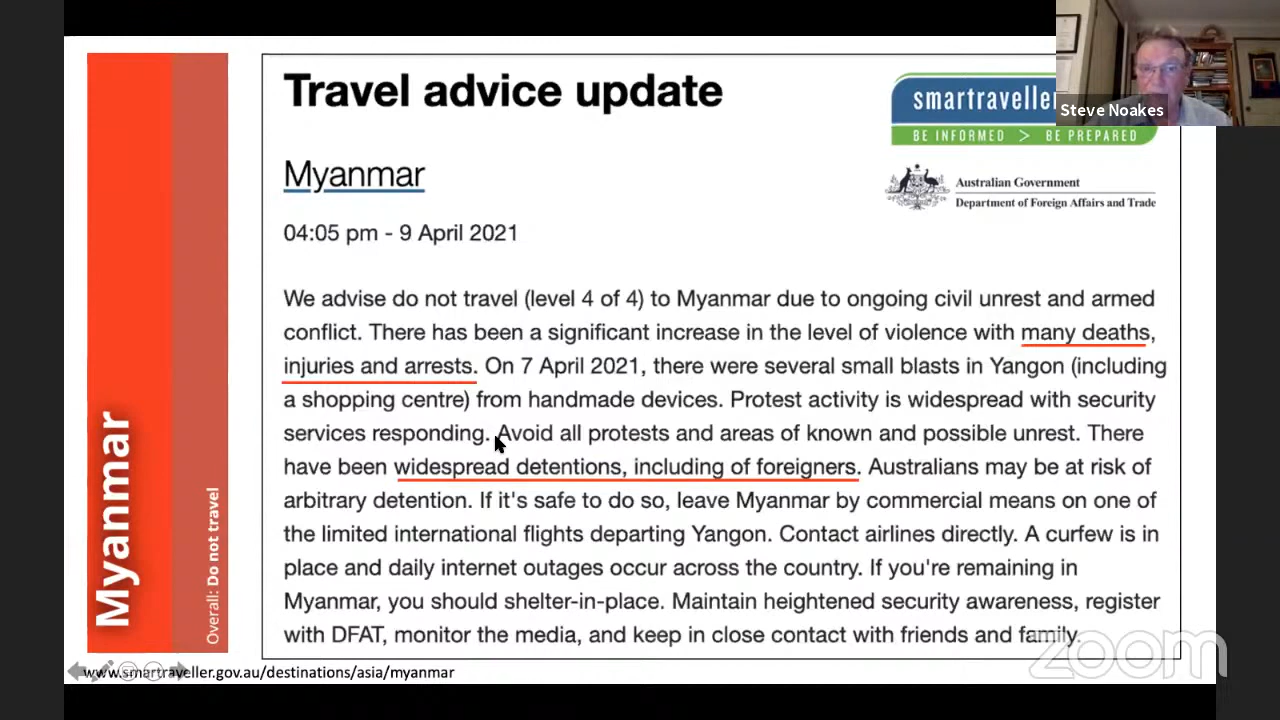 Travel advice update
smartraveller
BE INFORMED > BE PREPARED
Steve Noakes
Australian Government
Department of Foreign Affairs and Trade
Myanmar
04:05 pm - 9 April 2021
We advise do not travel (level 4 of 4) to Myanmar due to ongoing civil unrest and armed
conflict. There has been a significant increase in the level of violence with many deaths,
injuries and arrests. On 7 April 2021, there were several small blasts in Yangon (including
a shopping centre) from handmade devices. Protest activity is widespread with security
services responding. Avoid all protests and areas of known and possible unrest. There
have been widespread detentions, including of foreigners. Australians may be at risk of
arbitrary detention. If it's safe to do so, leave Myanmar by commercial means on one of
the limited international flights departing Yangon. Contact airlines directly. A curfew is in
place and daily internet outages occur across the country. If you're remaining in
Myanmar, you should shelter-in-place. Maintain heightened security awareness, register
with DFAT, monitor the media, and keep in close contact with friends and family.
Myanmar
Overall: Do not travel
www.smartraveller.gov.au/destinations/asia/myanmar
zoom